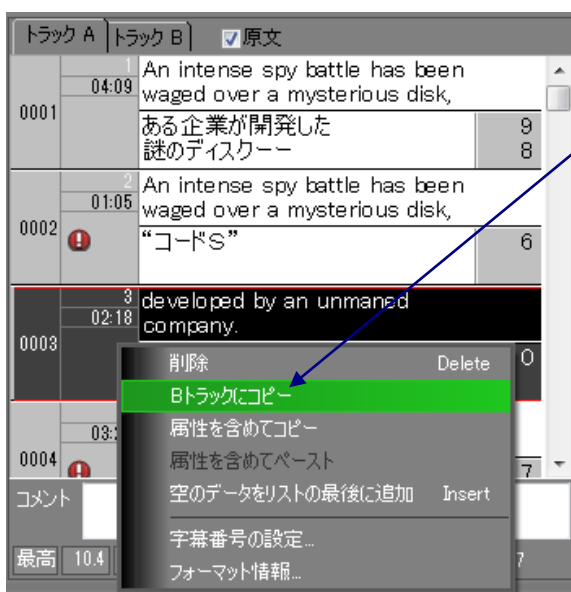 トラック A トラック B 原文
1
04:09
An intense spy battle has been
waged over a mysterious disk,
0001
ある企業が開発した 9
謎のディスクーー 8
2
01:05
An intense spy battle has been
waged over a mysterious disk,
0002
“コードS” 6
3
02:18
developed by an unmaned
company.
0003
0
削除 Delete
Bトラックにコピー
属性を含めてコピー
03:
属性を含めてペースト
0004
7
空のデータをリストの最後に追加 Insert
コメント
字幕番号の設定...
最高 10.4
7
フォーマット情報...